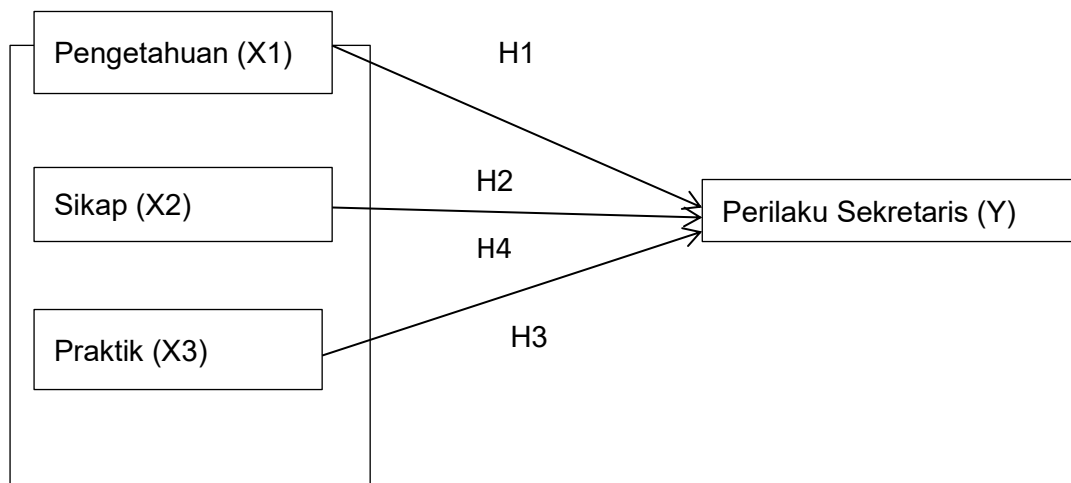 Pengetahuan (X1)
H1
Sikap (X2)
H2
Perilaku Sekretaris (Y)
H4
Praktik (X3)
H3